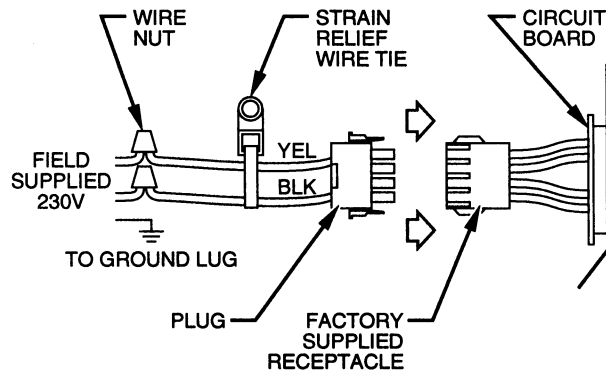 WIRE
NUT
STRAIN
RELIEF
WIRE TIE
CIRCUIT
BOARD
YEL
FIELD
SUPPLIED
230V
BLK
TO GROUND LUG
PLUG
FACTORY
SUPPLIED
RECEPTACLE